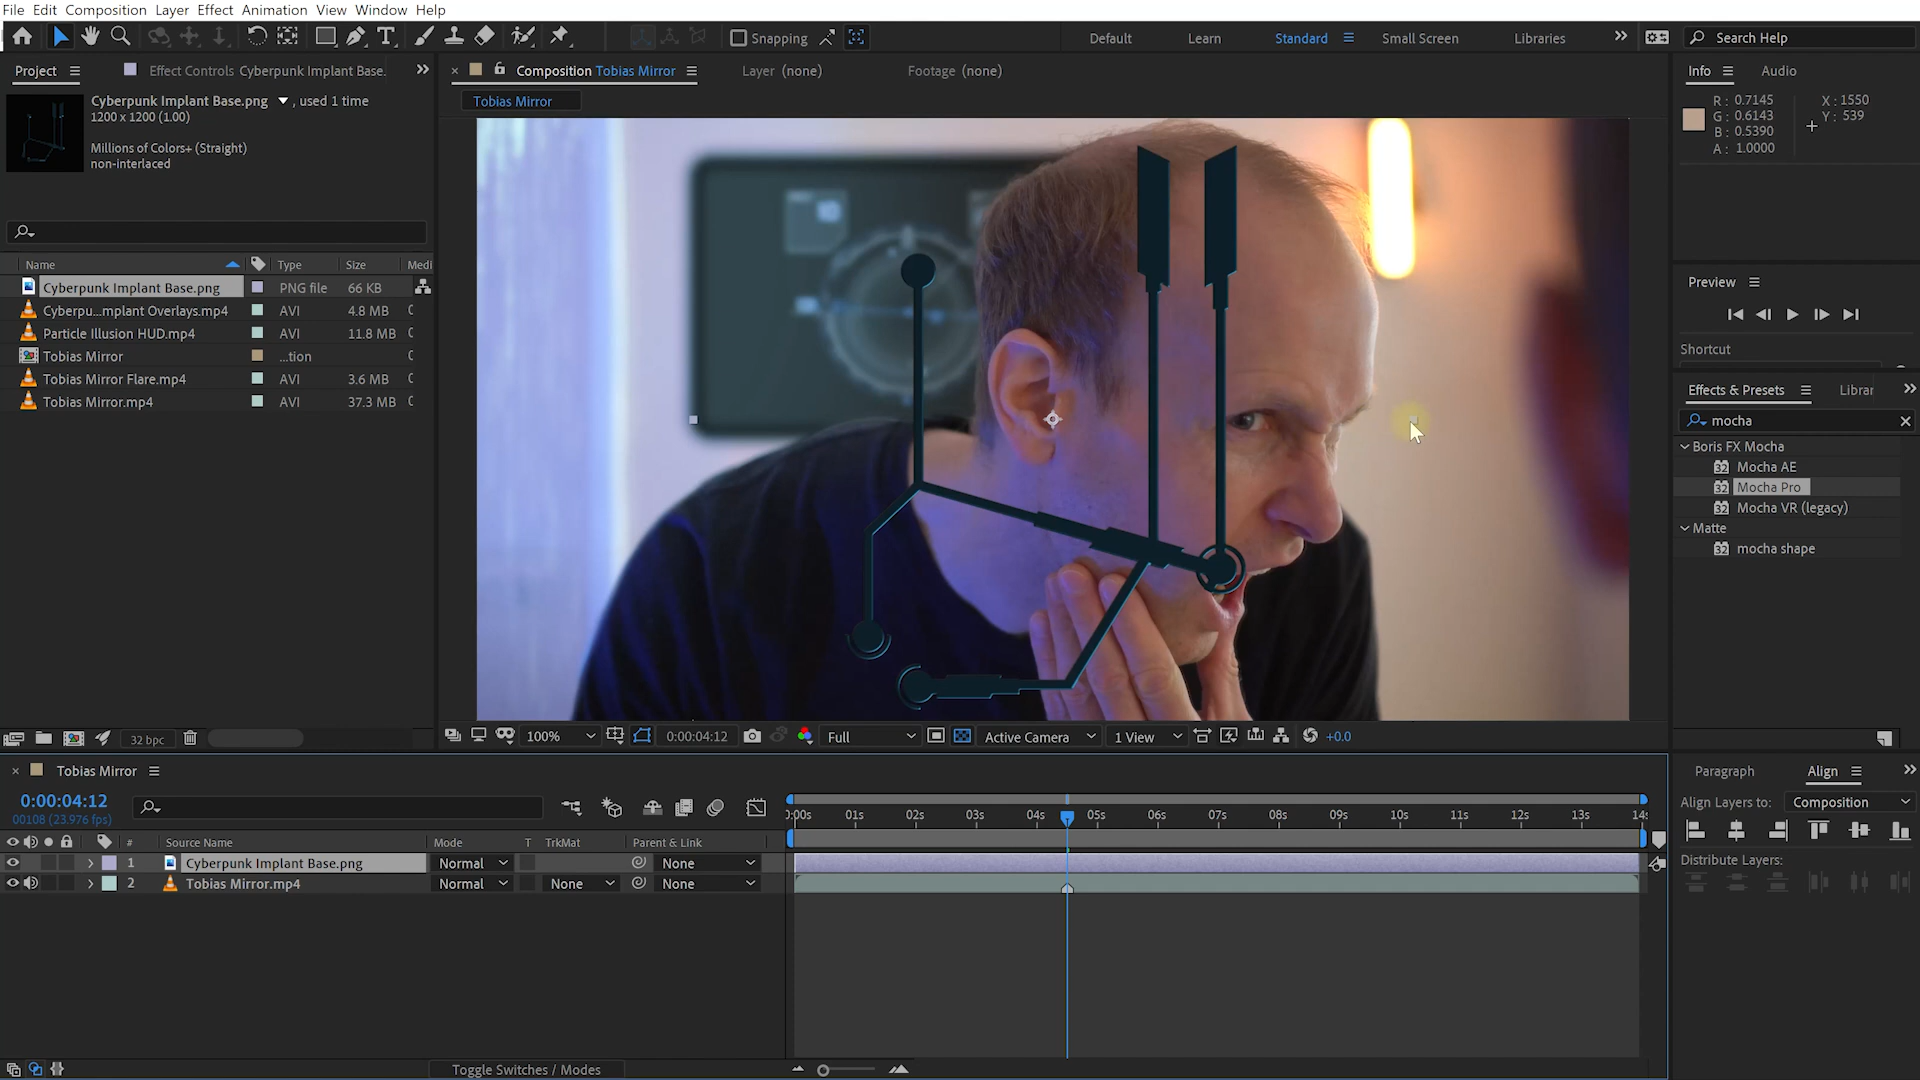 File Edit Composition Layer Effect Animation View Window Help
Snapping
Default Learn Standard Small Screen Libraries
Search Help
Project
Effect Controls Cyberpunk Implant Base.
Composition Tobias Mirror
Layer (none)
Footage (none)
Info
Audio
Tobias Mirror
Cyberpunk Implant Base.png , used 1 time
1200 x 1200 (1.00)
Millions of Colors+ (Straight)
non-interlaced
R: 0.7145
G: 0.6143
B: 0.5390
A: 1.0000
X: 1550
Y: 539
Name Type Size Medi
Cyberpunk Implant Base.png PNG file 66 KB
Cyberpu...mplant Overlays.mp4 AVI 4.8 MB C
Particle Illusion HUD.mp4 AVI 11.8 MB C
Tobias Mirror ...tion C
Tobias Mirror Flare.mp4 AVI 3.6 MB C
Tobias Mirror.mp4 AVI 37.3 MB C
Preview
Shortcut
Effects & Presets
Librar
mocha
Boris FX Mocha
32 Mocha AE
32 Mocha Pro
32 Mocha VR (legacy)
Matte
32 mocha shape
32 bpc
100% 0:00:04:12 Full Active Camera 1 View +0.0
Tobias Mirror
0:00:04:12
00108 (23.976 fps)
# Source Name Mode T TrkMat Parent & Link
1 Cyberpunk Implant Base.png Normal None
2 Tobias Mirror.mp4 Normal None None
):00s 01s 02s 03s 04s 05s 06s 07s 08s 09s 10s 11s 12s 13s 14s
Paragraph
Align
Align Layers to: Composition
Distribute Layers:
Toggle Switches / Modes